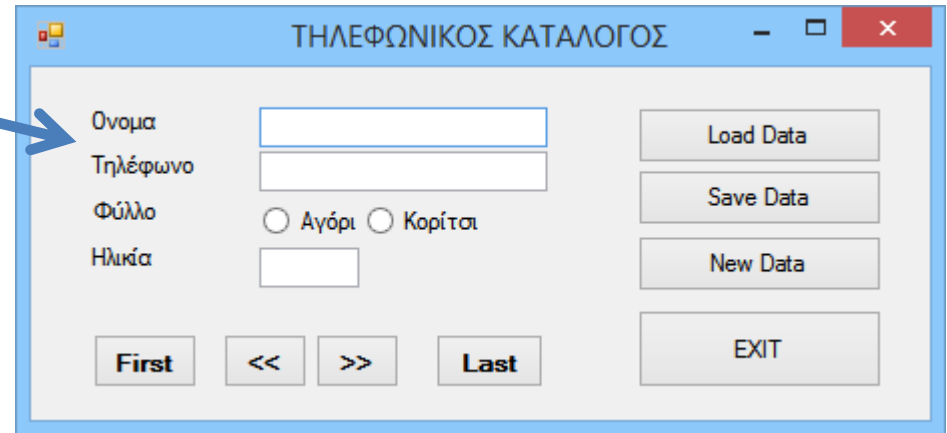 ΤΗΛΕΦΩΝΙΚΟΣ ΚΑΤΑΛΟΓΟΣ
Ονομα
Load Data
Τηλέφωνο
Save Data
Φύλλο
Αγόρι Κορίτσι
Ηλικία
New Data
First << >> Last
EXIT